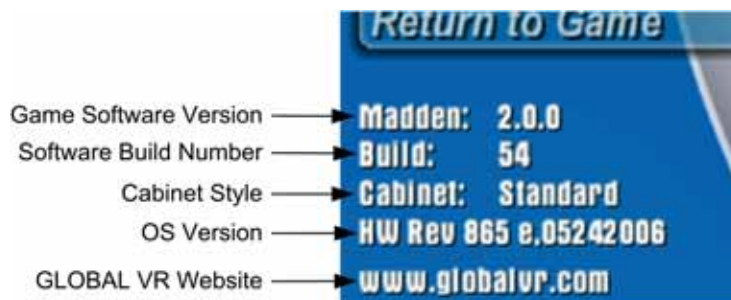 Return to Game
Game Software Version Madden: 2.0.0
Software Build Number Build: 54
Cabinet Style Cabinet: Standard
OS Version HW Rev 865 e.05242006
GLOBAL VR Website www.globalvr.com